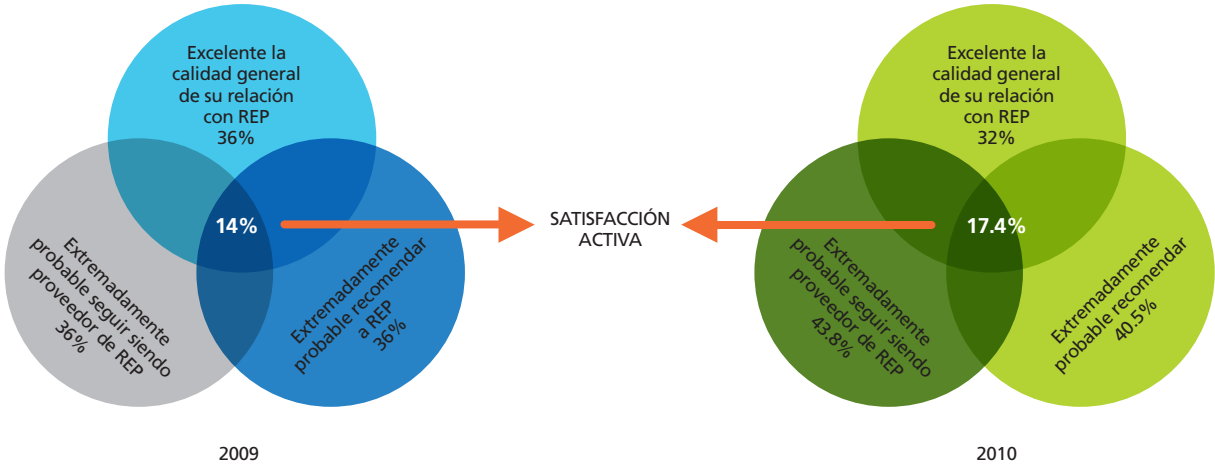 Excelente la
calidad general
de su relación
con REP
36%
14%
Extremadamente
probable seguir siendo
proveedor de REP
36%
Extremadamente
probable recomendar
a REP
36%
2009
SATISFACCIÓN
ACTIVA
Excelente la
calidad general
de su relación
con REP
32%
17.4%
Extremadamente
probable seguir siendo
proveedor de REP
43.8%
Extremadamente
probable recomendar
40.5%
2010